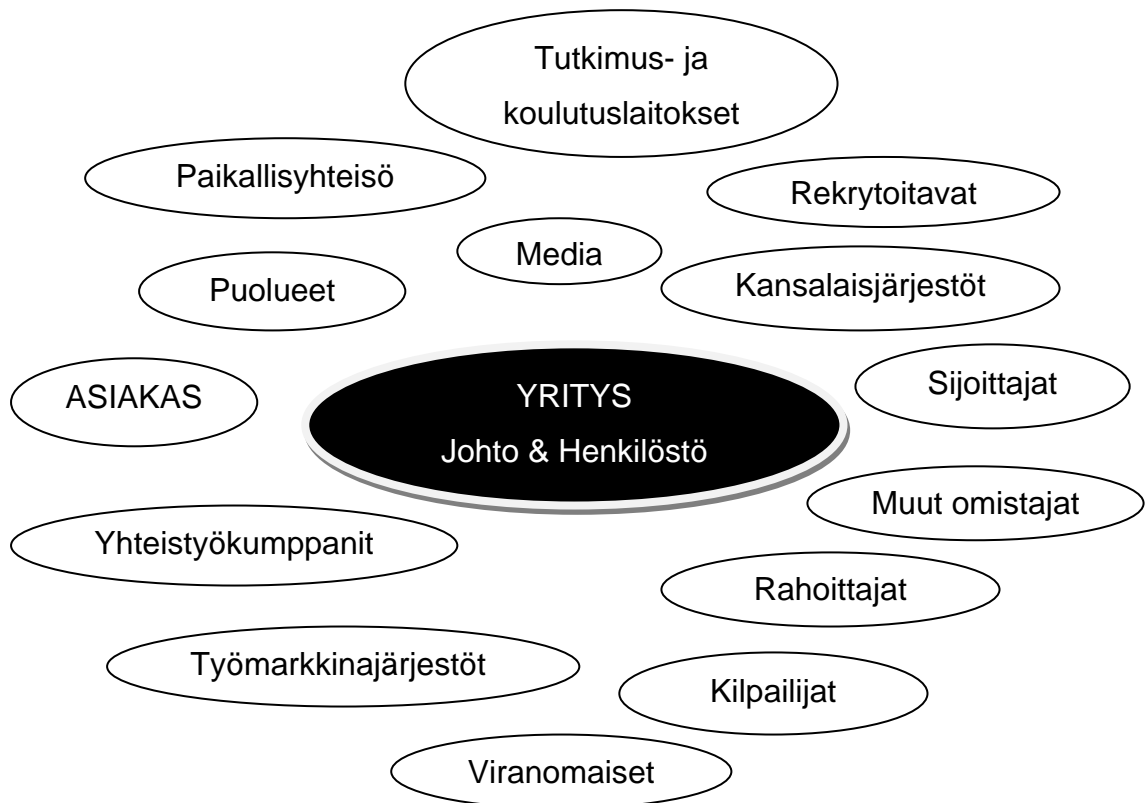 Tutkimus- ja
koulutuslaitokset
Paikallisyhteisö
Rekrytoitavat
Media
Puolueet
Kansalaisjärjestöt
ASIAKAS
YRITYS
Johto & Henkilöstö
Sijoittajat
Muut omistajat
Yhteistyökumppanit
Rahoittajat
Työmarkkinajärjestöt
Kilpailijat
Viranomaiset